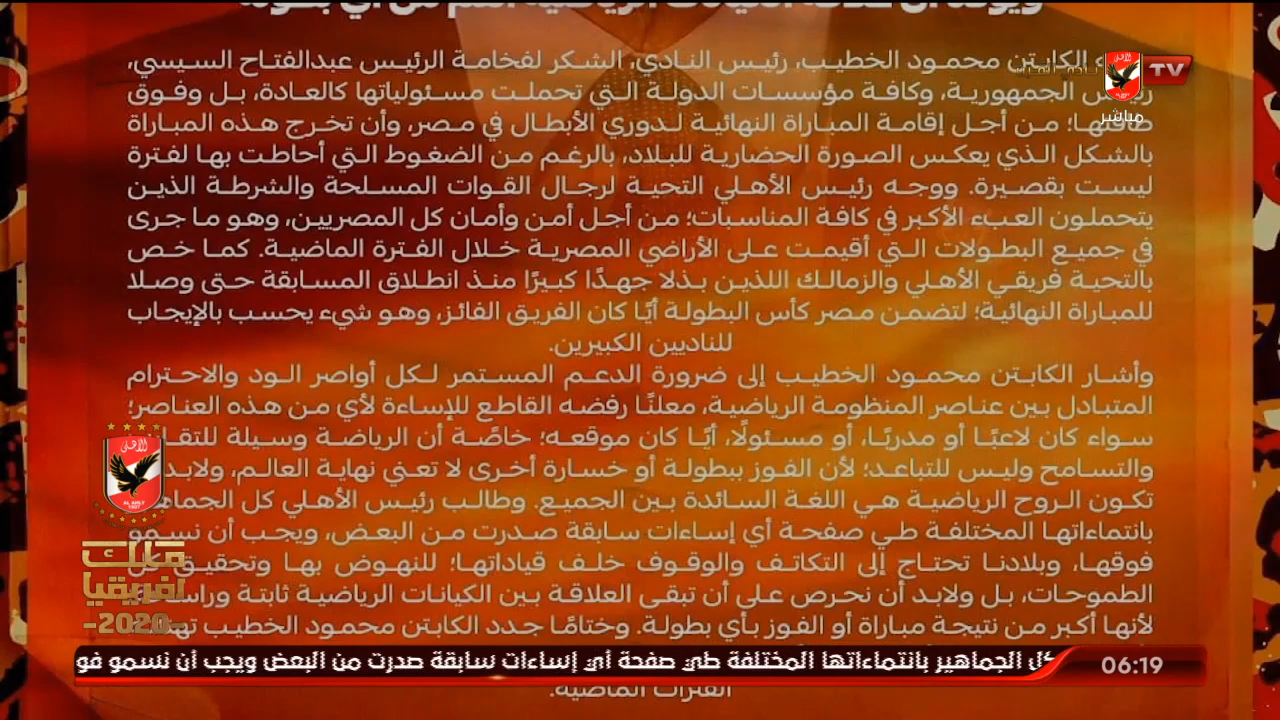 الكابتن محمود الخطيب، رئيس النادي، الشكر لفخامة الرئيس عبدالفتاح السيسي،
رئيس الجمهورية، وكافة مؤسسات الدولة التي تحملت مسئولياتها كالعادة، بل وفوق
طاقتها؛ من أجل إقامة المباراة النهائية لدوري الأبطال في مصر، وأن تخرج هذه المباراة
بالشكل الذي يعكس الصورة الحضارية للبلاد، بالرغم من الضغوط التي أحاطت بها لفترة
ليست بقصيرة. ووجه رئيس الأهلي التحية لرجال القوات المسلحة والشرطة الذين
يتحملون العبء الأكبر في كافة المناسبات؛ من أجل أمن وأمان كل المصريين، وهو ما جرى
في جميع البطولات التي أقيمت على الأراضي المصرية خلال الفترة الماضية. كما خص
بالتحية فريقي الأهلي والزمالك اللذين بذلا جهدًا كبيرًا منذ انطلاق المسابقة حتى وصلا
للمباراة النهائية؛ لتضمن مصر كأس البطولة أيًا كان الفريق الفائز، وهو شيء يحسب بالإيجاب
للناديين الكبيرين.
وأشار الكابتن محمود الخطيب إلى ضرورة الدعم المستمر لكل أواصر الود والاحترام
المتبادل بين عناصر المنظومة الرياضية، معلنًا رفضه القاطع للإساءة لأي من هذه العناصر؛
سواء كان لاعبًا أو مدربًا، أو مسئولًا، أيًا كان موقعه؛ خاصًة أن الرياضة وسيلة
والتسامح وليس للتباعد؛ لأن الفوز ببطولة أو خسارة أخرى لا تعني نهاية العالم، ولابد
تكون الروح الرياضية هي اللغة السائدة بين الجميع. وطالب رئيس الأهلي كل
بانتماءاتها المختلفة طي صفحة أي إساءات سابقة صدرت من البعض، ويجب أن نسمو
فوقها، وبلادنا تحتاج إلى التكاتف والوقوف خلف قياداتها؛ للنهوض بها وتحقيق
الطموحات، بل ولابد أن نحرص على أن تبقى العلاقة بين الكيانات الرياضية ثابتة
لأنها أكبر من نتيجة مباراة أو الفوز بأي بطولة. وختامًا جدد الكابتن محمود الخطيب
الفترات الماضية.
TV
مباشر
الأهلي
ملك
افريقيا
-2020-
كل الجماهير بانتماءاتها المختلفة طي صفحة أي إساءات سابقة صدرت من البعض ويجب أن نسمو فو
06:19